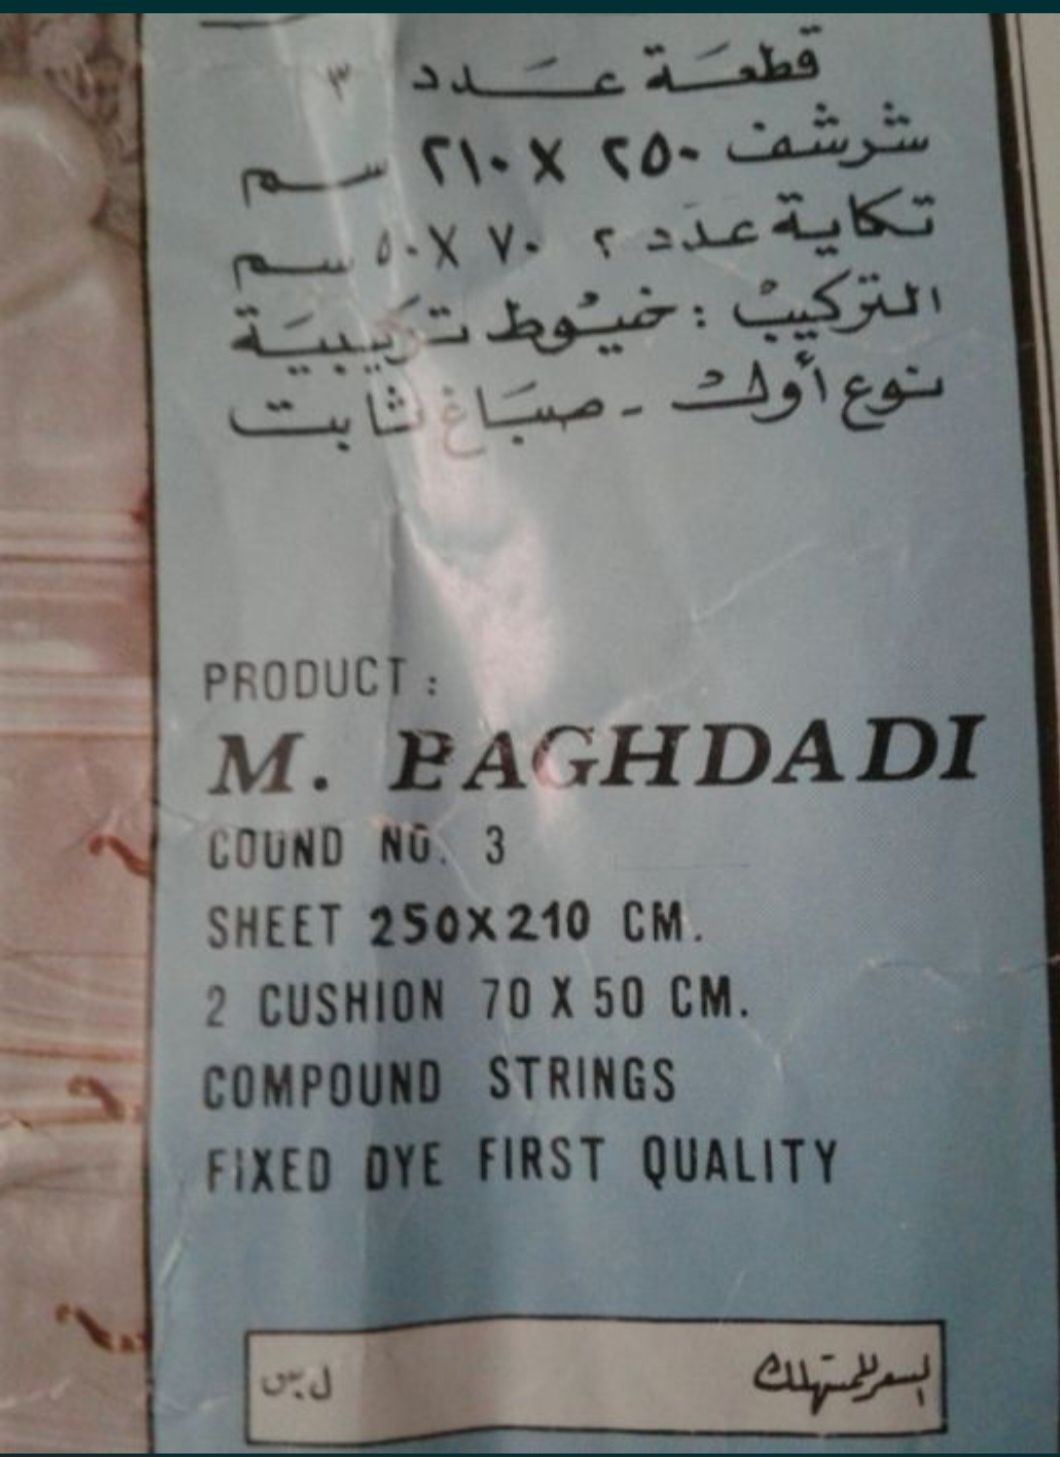 قطعة عدد ٣
شرشف ٢٥٠ X ٢١٠ سم
تكاية عدد ٢ ٧٠ X ٥٠ سم
التركيب : خيوط تركيبية
نوع أول - صباغ ثابت
PRODUCT :
M. BAGHDADI
COUND NO. 3
SHEET 250X210 CM.
2 CUSHION 70 X 50 CM.
COMPOUND STRINGS
FIXED DYE FIRST QUALITY
السعر للمستهلك ل.س